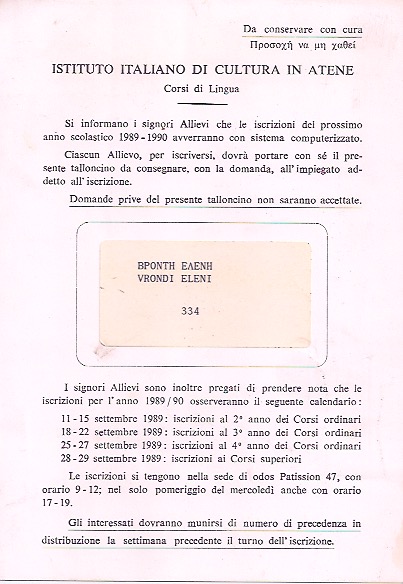 Da conservare con cura
Προσοχή να μη χαθεί
ISTITUTO ITALIANO DI CULTURA IN ATENE
Corsi di Lingua
Si informano i signori Allievi che le iscrizioni del prossimo
anno scolastico 1989-1990 avverranno con sistema computerizzato.
Ciascun Allievo, per iscriversi, dovrà portare con sé il pre-
sente talloncino da consegnare, con la domanda, all'impiegato ad-
detto all'iscrizione.
Domande prive del presente talloncino non saranno accettate.
ΒΡΟΝΤΗ ΕΛΕΝΗ
VRONDI ELENI
334
I signori Allievi sono inoltre pregati di prendere nota che le
iscrizioni per l'anno 1989/90 osserveranno il seguente calendario:
11-15 settembre 1989: iscrizioni al 2° anno dei Corsi ordinari
18-22 settembre 1989: iscrizioni al 3° anno dei Corsi ordinari
25-27 settembre 1989: iscrizioni al 4° anno dei Corsi ordinari
28-29 settembre 1989: iscrizioni ai Corsi superiori
Le iscrizioni si tengono nella sede di odos Patission 47, con
orario 9-12; nel solo pomeriggio del mercoledì anche con orario
17-19.
Gli interessati dovranno munirsi di numero di precedenza in
distribuzione la settimana precedente il turno dell'iscrizione.